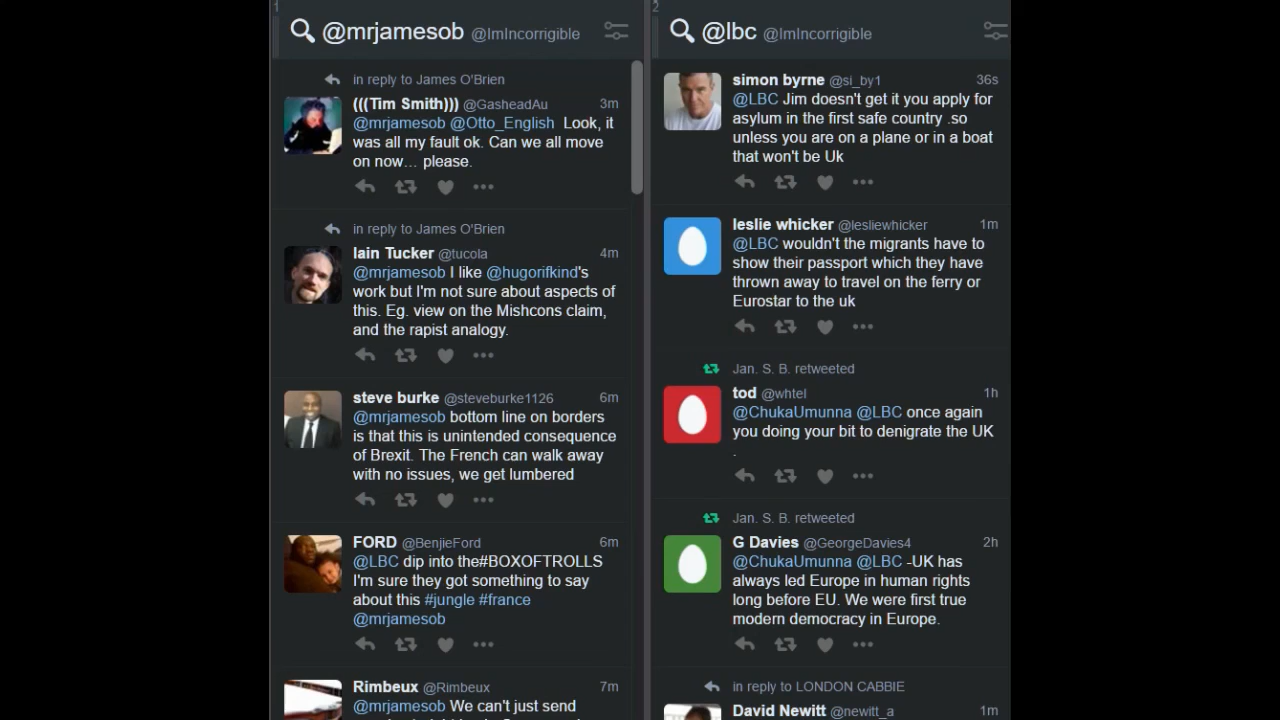 1
@mrjamesob @ImIncorrigible
in reply to James O'Brien
(((Tim Smith))) @GasheadAu 3m
@mrjamesob @Otto_English Look, it
was all my fault ok. Can we all move
on now... please.
in reply to James O'Brien
Iain Tucker @tucola 4m
@mrjamesob I like @hugorifkind's
work but I'm not sure about aspects of
this. Eg. view on the Mishcons claim,
and the rapist analogy.
steve burke @steveburke1126 6m
@mrjamesob bottom line on borders
is that this is unintended consequence
of Brexit. The French can walk away
with no issues, we get lumbered
FORD @BenjieFord 6m
@LBC dip into the#BOXOFTROLLS
I'm sure they got something to say
about this #jungle #france
@mrjamesob
Rimbeux @Rimbeux 7m
@mrjamesob We can't just send
2
@lbc @ImIncorrigible
simon byrne @si_by1 36s
@LBC Jim doesn't get it you apply for
asylum in the first safe country .so
unless you are on a plane or in a boat
that won't be Uk
leslie whicker @lesliewhicker 1m
@LBC wouldn't the migrants have to
show their passport which they have
thrown away to travel on the ferry or
Eurostar to the uk
Jan. S. B. retweeted
tod @whtel 1h
@ChukaUmunna @LBC once again
you doing your bit to denigrate the UK
.
Jan. S. B. retweeted
G Davies @GeorgeDavies4 2h
@ChukaUmunna @LBC -UK has
always led Europe in human rights
long before EU. We were first true
modern democracy in Europe.
in reply to LONDON CABBIE
David Newitt @newitt_a 1m